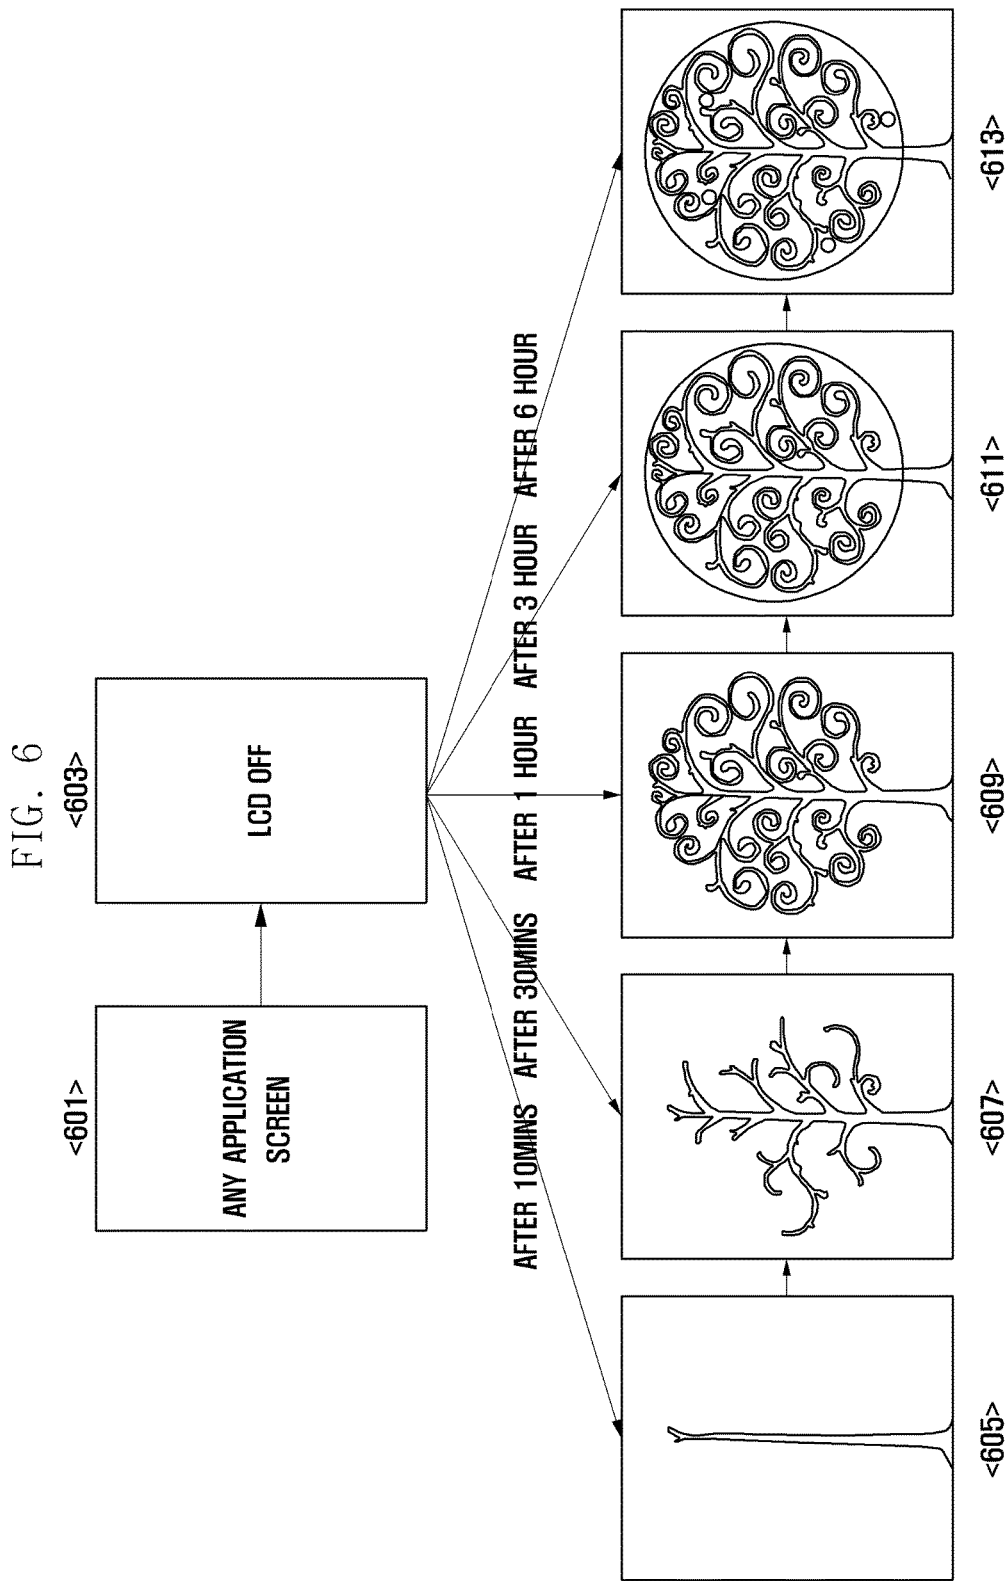 FIG. 6
<601>
<603>
ANY APPLICATION
SCREEN
LCD OFF
AFTER 10MINS
AFTER 30MINS
AFTER 1 HOUR
AFTER 3 HOUR
AFTER 6 HOUR
<605>
<607>
<609>
<611>
<613>